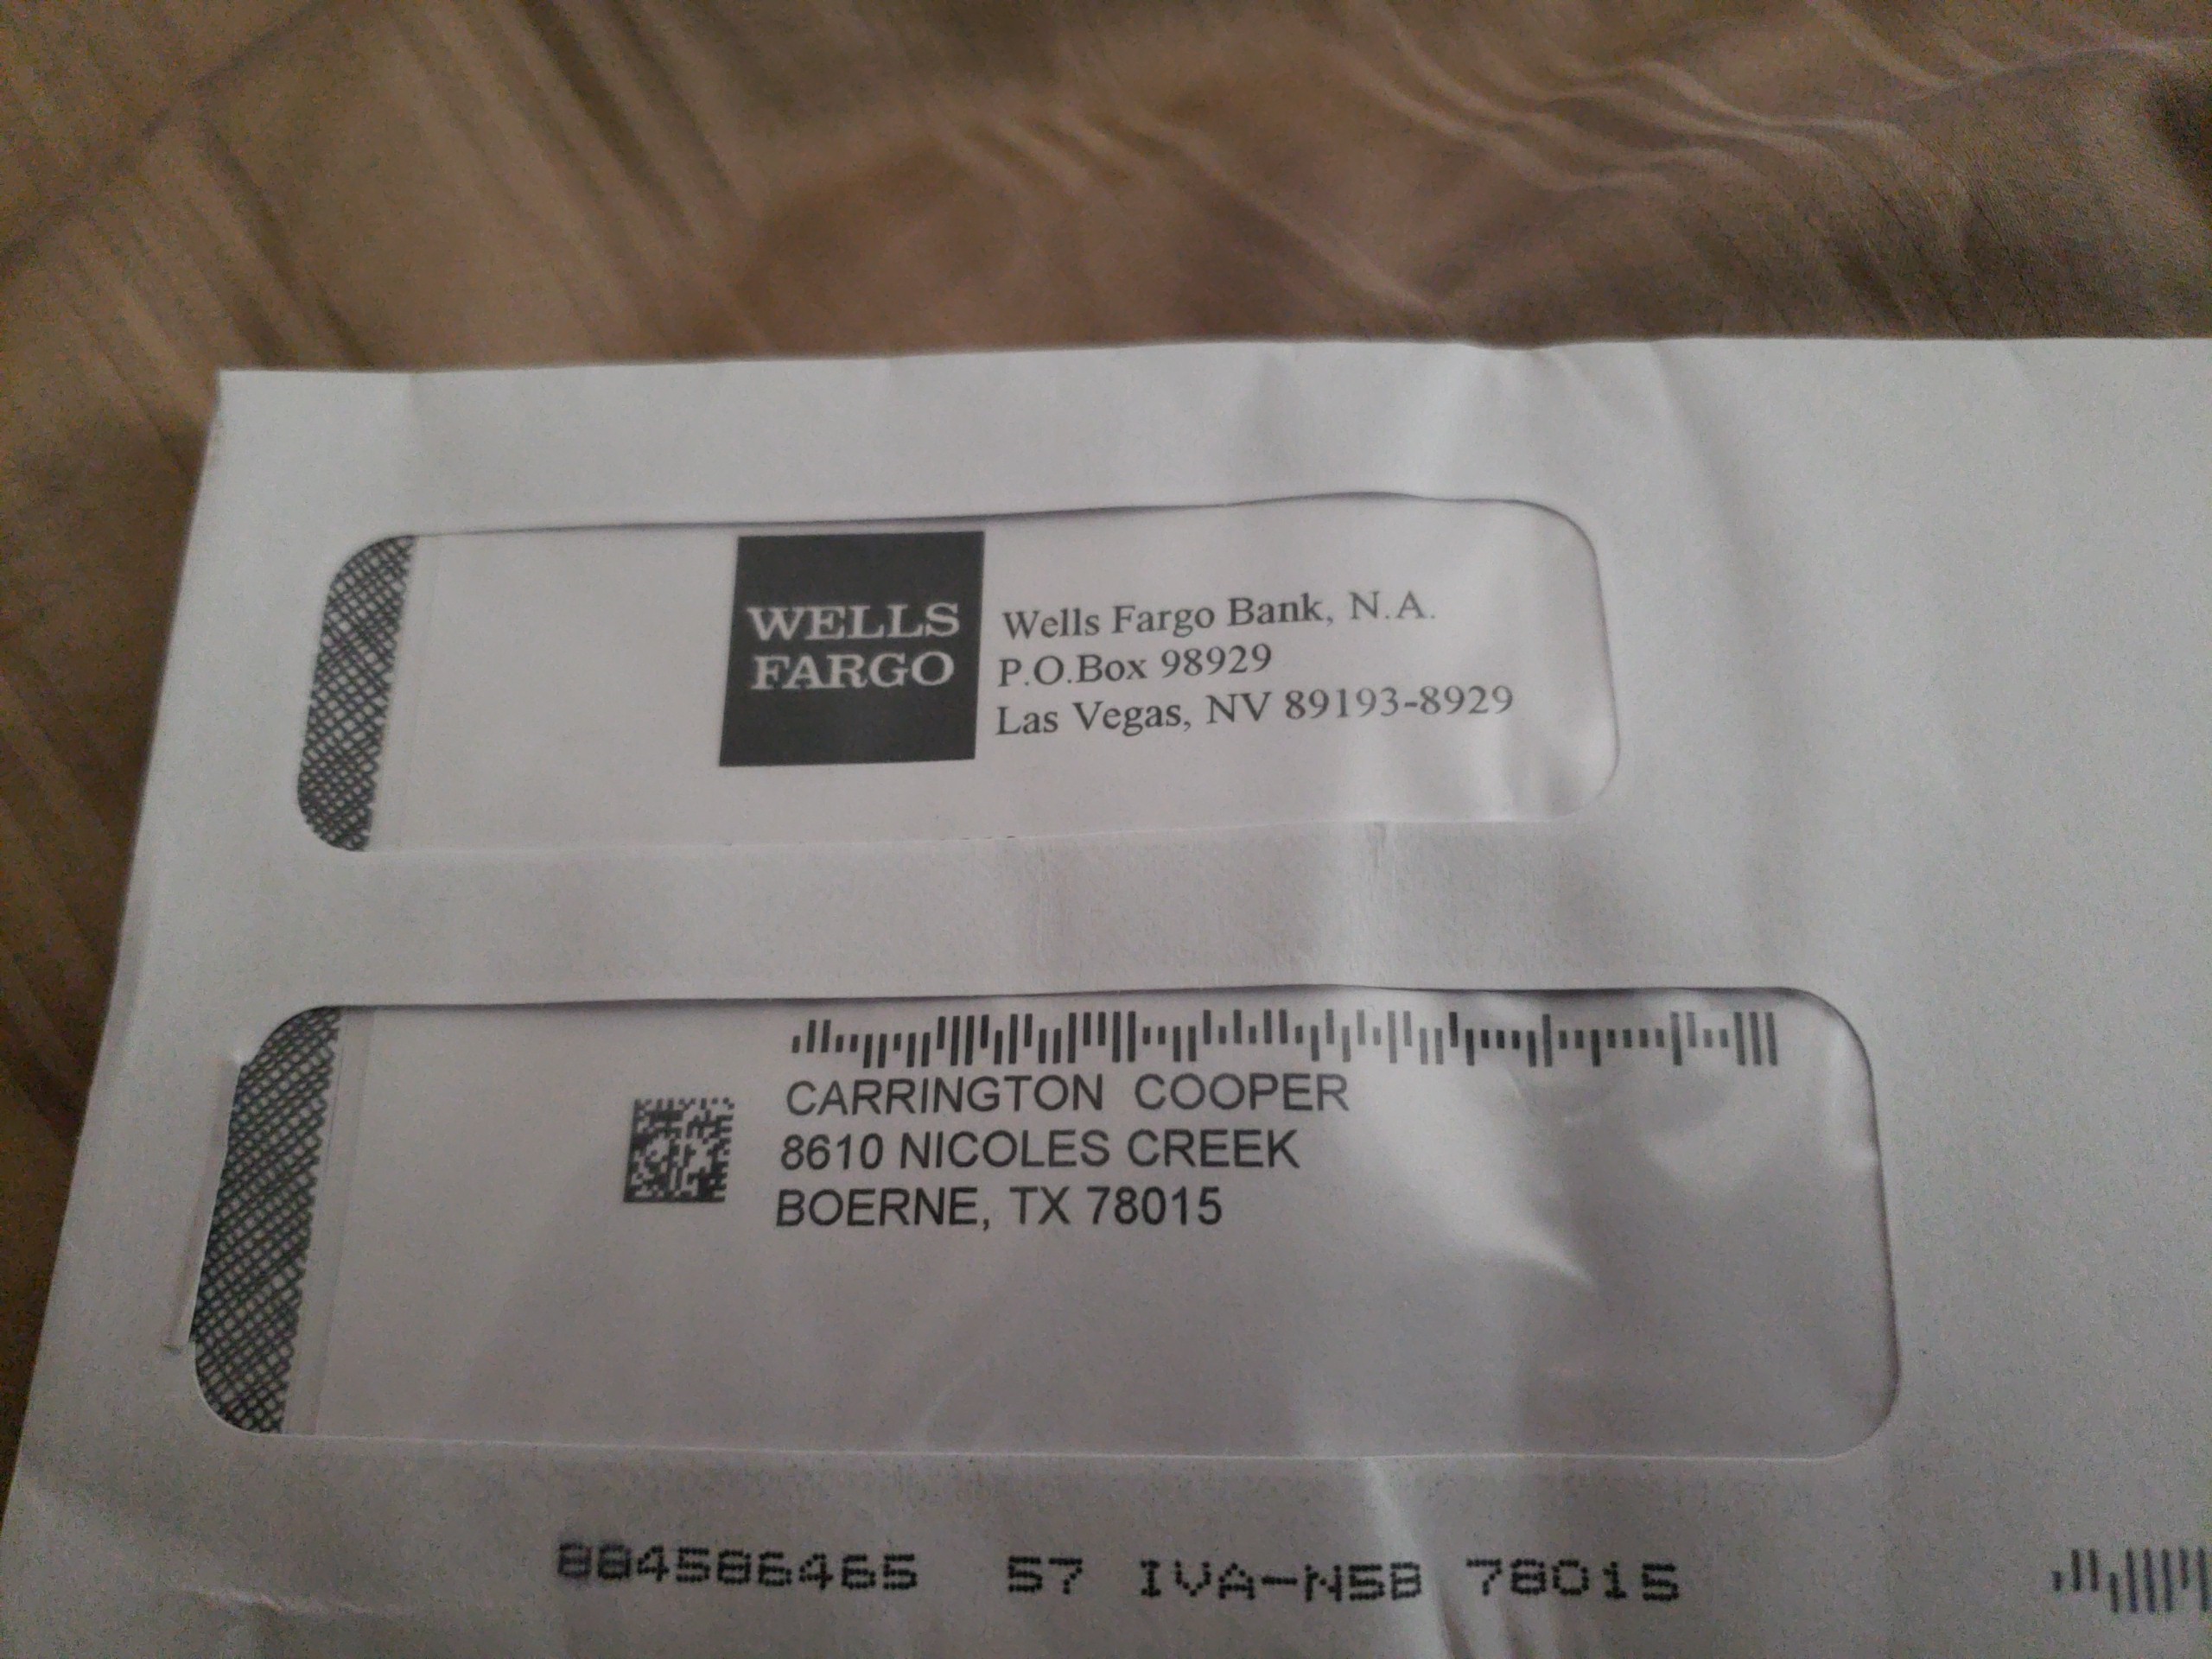 WELLS
FARGO
Wells Fargo Bank, N.A.
P.O.Box 98929
Las Vegas, NV 89193-8929
CARRINGTON COOPER
8610 NICOLES CREEK
BOERNE, TX 78015
884586465 57 IVA-N5B 78015